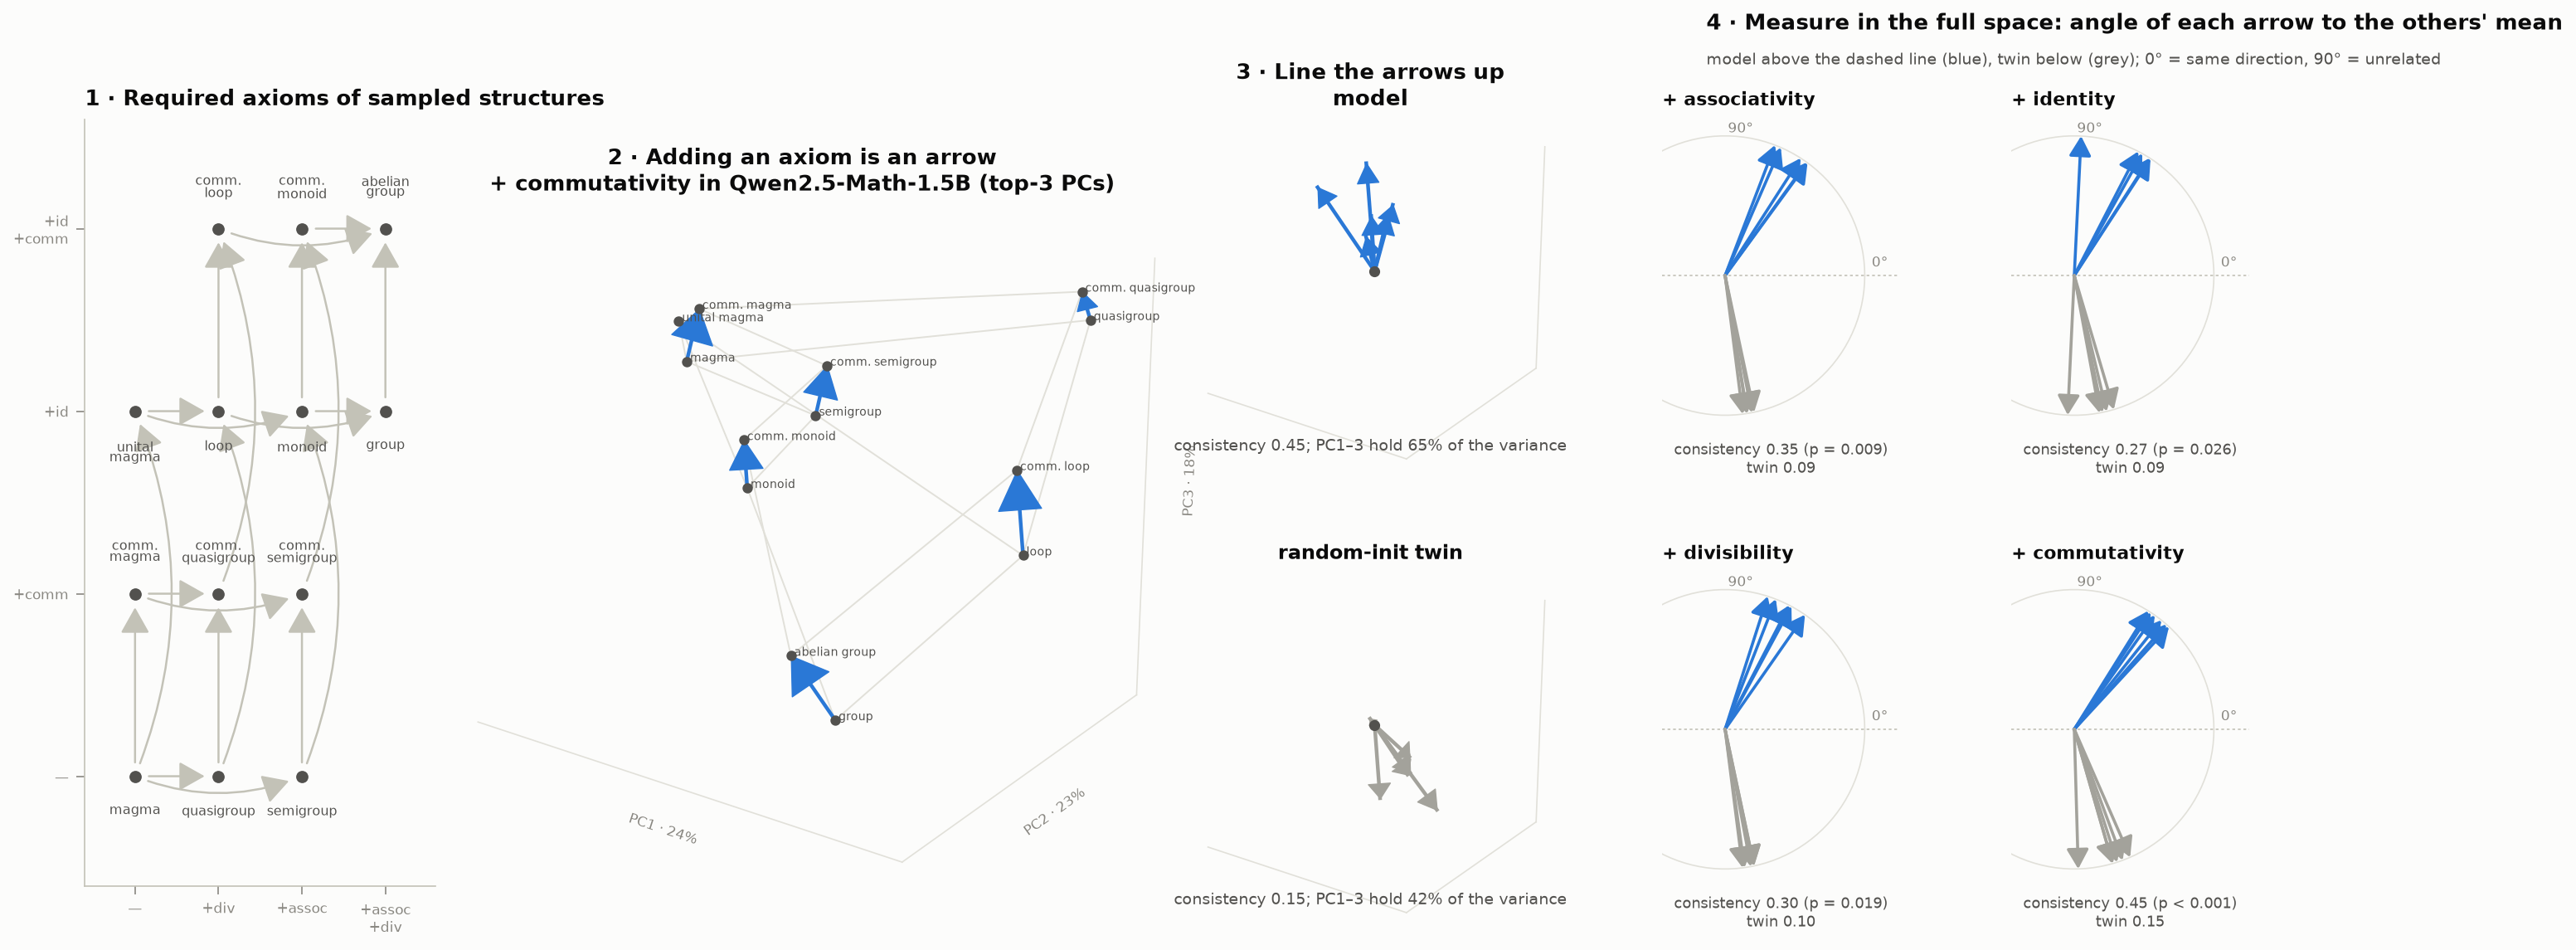 1 · Required axioms of sampled structures
+id
+comm
+id
+comm
—
comm.
loop
comm.
monoid
abelian
group
unital
magma
loop
monoid
group
comm.
magma
comm.
quasigroup
comm.
semigroup
magma
quasigroup
semigroup
—
+div
+assoc
+assoc
+div
2 · Adding an axiom is an arrow
+ commutativity in Qwen2.5-Math-1.5B (top-3 PCs)
comm. quasigroup
comm. magma
unital magma
quasigroup
magma
comm. semigroup
semigroup
comm. monoid
monoid
comm. loop
loop
abelian group
group
PC1 · 24%
PC2 · 23%
PC3 · 18%
3 · Line the arrows up
model
consistency 0.45; PC1–3 hold 65% of the variance
random-init twin
consistency 0.15; PC1–3 hold 42% of the variance
4 · Measure in the full space: angle of each arrow to the others' mean
model above the dashed line (blue), twin below (grey); 0° = same direction, 90° = unrelated
+ associativity
90°
0°
consistency 0.35 (p = 0.009)
twin 0.09
+ identity
90°
0°
consistency 0.27 (p = 0.026)
twin 0.09
+ divisibility
90°
0°
consistency 0.30 (p = 0.019)
twin 0.10
+ commutativity
90°
0°
consistency 0.45 (p < 0.001)
twin 0.15